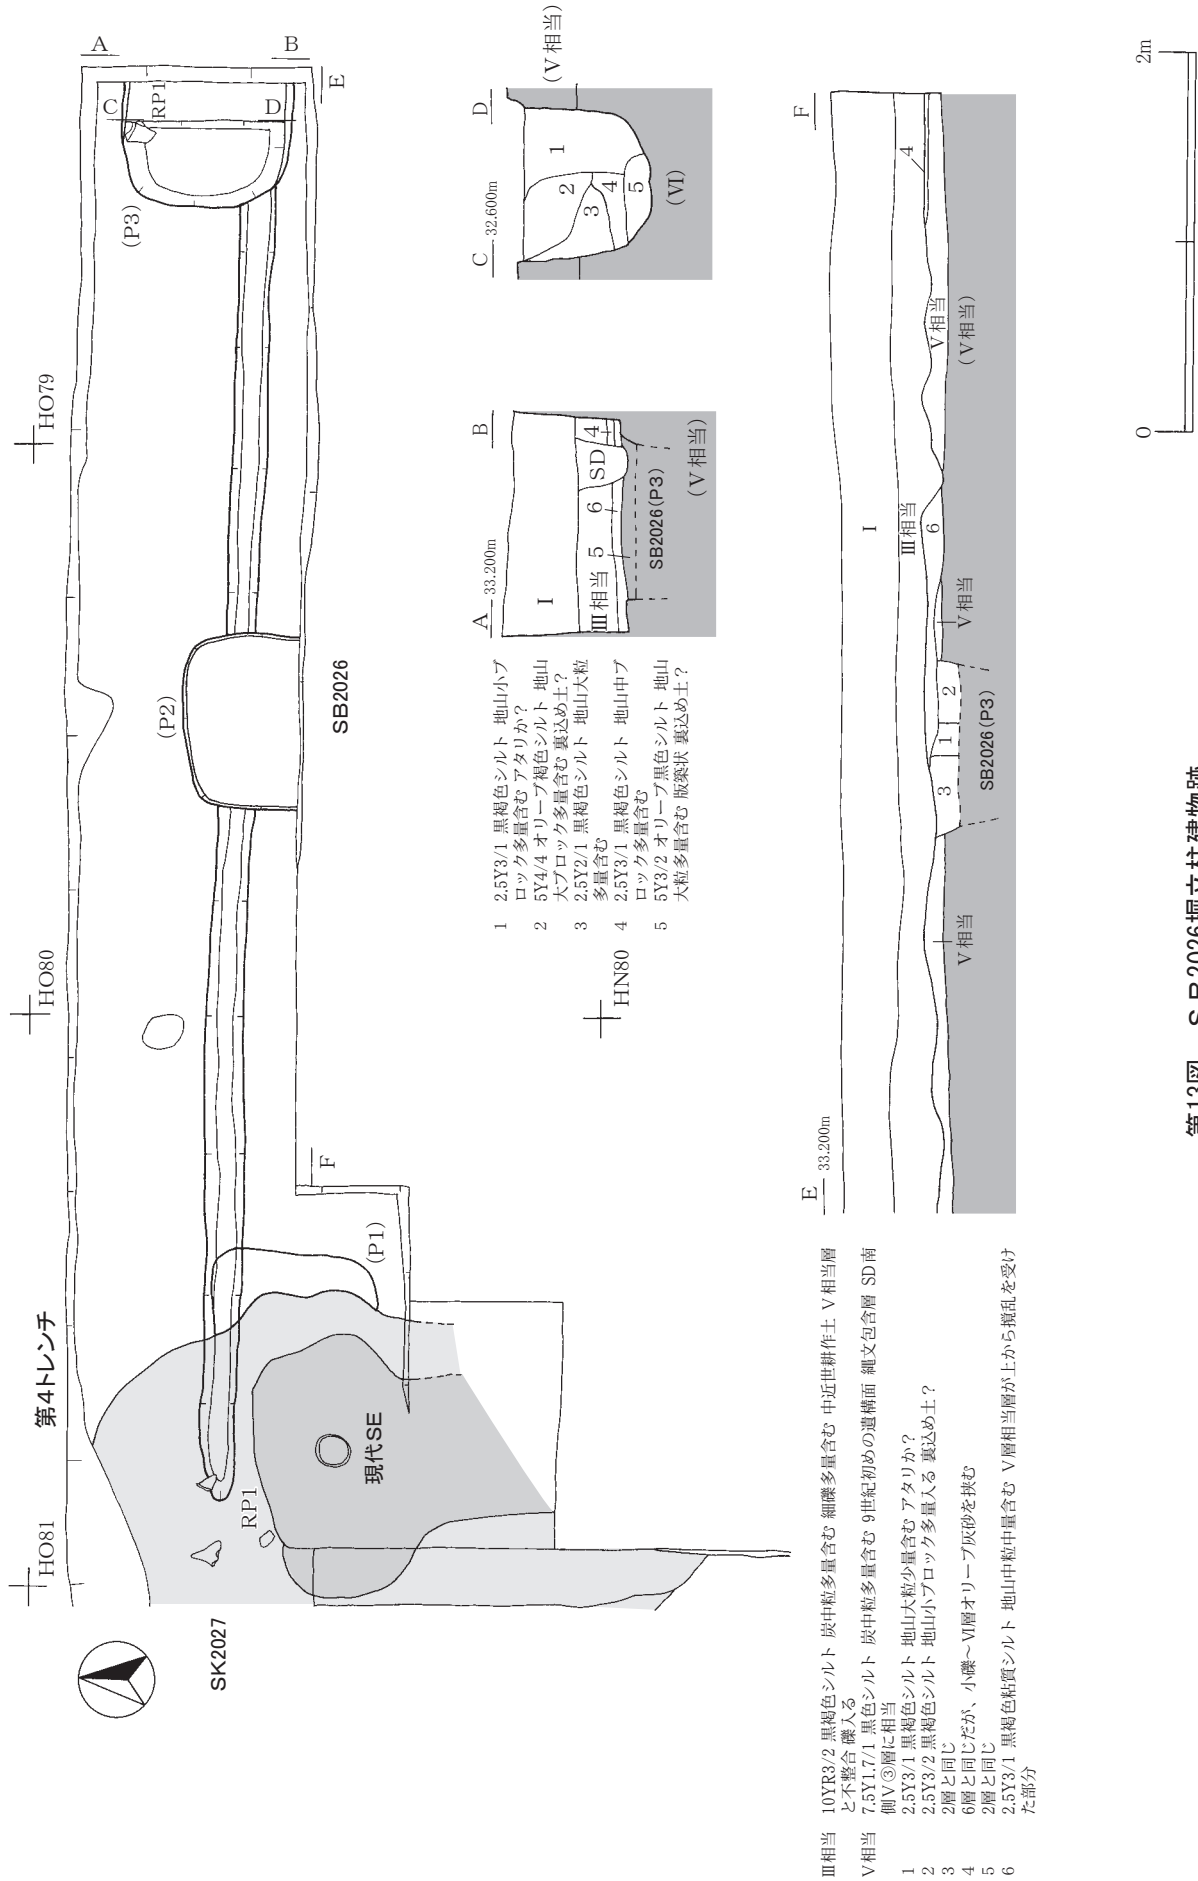 第4トレンチ
HO81
HO80
HO79
SK2027
RP1
現代SE
(P1)
F
(P2)
SB2026
(P3)
C
RP1
D
A
B
E
HN80
1 2.5Y3/1 黒褐色シルト 地山小ブ
ロック多量含む アタリか?
2 5Y4/4 オリーブ褐色シルト 地山
大ブロック多量含む 裏込め土?
3 2.5Y2/1 黒褐色シルト 地山大粒
多量含む
4 2.5Y3/1 黒褐色シルト 地山中ブ
ロック多量含む
5 5Y3/2 オリーブ黒色シルト 地山
大粒多量含む 版築状 裏込め土?
A 33.200m
B
I
Ⅲ相当
5
6
SD
4
SB2026(P3)
(V相当)
C 32.600m
D
1
2
3
4
5
(V相当)
(VI)
Ⅲ相当 10YR3/2 黒褐色シルト 炭中粒多量含む 細礫多量含む 中近世耕作土 V相当層
と不整合 礫入る
V相当 7.5Y1.7/1 黒色シルト 炭中粒多量含む 9世紀初めの遺構面 縄文包含層 SD南
側V③層に相当
1 2.5Y3/1 黒褐色シルト 地山大粒少量含む アタリか?
2 2.5Y3/2 黒褐色シルト 地山小ブロック多量入る 裏込め土?
3 2層と同じ
4 6層と同じだが、小礫~VI層オリーブ灰砂を挟む
5 2層と同じ
6 2.5Y3/1 黒褐色粘質シルト 地山中粒中量含む V層相当層が上から攪乱を受け
た部分
E 33.200m
F
I
Ⅲ相当
V相当
3
1
2
SB2026(P3)
V相当
6
V相当
(V相当)
4
0
2m
第13図 SB2026掘立柱建物跡